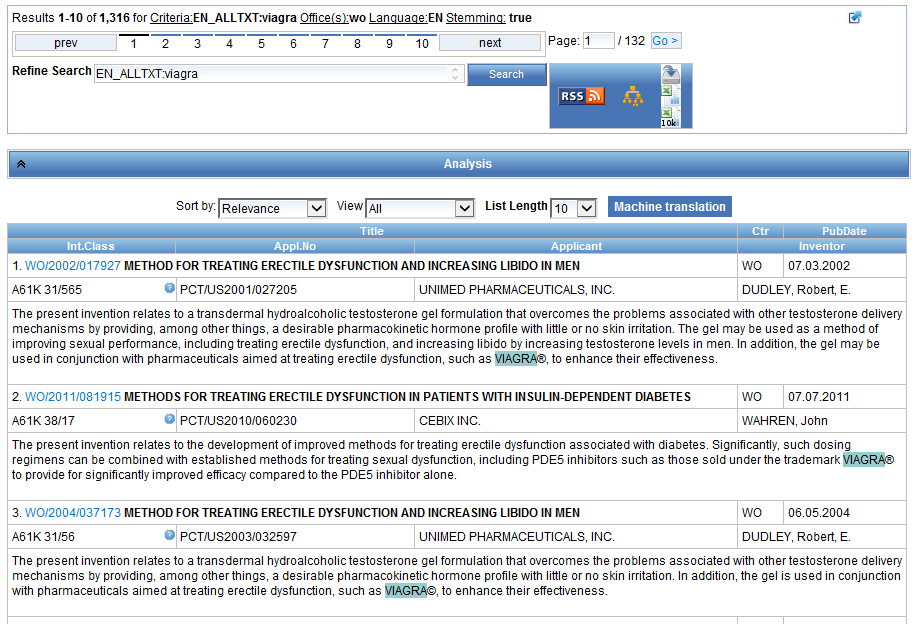 Results 1-10 of 1,316 for Criteria:EN_ALLTXT:viagra Office(s):wo Language:EN Stemming: true
prev 1 2 3 4 5 6 7 8 9 10 next Page: 1 / 132 Go >
Refine Search EN_ALLTXT:viagra Search
RSS
10k
Analysis
Sort by: Relevance View All List Length 10 Machine translation
Title Ctr PubDate
Int.Class Appl.No Applicant Inventor
1. WO/2002/017927 METHOD FOR TREATING ERECTILE DYSFUNCTION AND INCREASING LIBIDO IN MEN WO 07.03.2002
A61K 31/565 PCT/US2001/027205 UNIMED PHARMACEUTICALS, INC. DUDLEY, Robert, E.
The present invention relates to a transdermal hydroalcoholic testosterone gel formulation that overcomes the problems associated with other testosterone delivery
mechanisms by providing, among other things, a desirable pharmacokinetic hormone profile with little or no skin irritation. The gel may be used as a method of
improving sexual performance, including treating erectile dysfunction, and increasing libido by increasing testosterone levels in men. In addition, the gel may be
used in conjunction with pharmaceuticals aimed at treating erectile dysfunction, such as VIAGRA®, to enhance their effectiveness.
2. WO/2011/081915 METHODS FOR TREATING ERECTILE DYSFUNCTION IN PATIENTS WITH INSULIN-DEPENDENT DIABETES WO 07.07.2011
A61K 38/17 PCT/US2010/060230 CEBIX INC. WAHREN, John
The present invention relates to the development of improved methods for treating erectile dysfunction associated with diabetes. Significantly, such dosing
regimens can be combined with established methods for treating sexual dysfunction, including PDE5 inhibitors such as those sold under the trademark VIAGRA®
to provide for significantly improved efficacy compared to the PDE5 inhibitor alone.
3. WO/2004/037173 METHOD FOR TREATING ERECTILE DYSFUNCTION AND INCREASING LIBIDO IN MEN WO 06.05.2004
A61K 31/56 PCT/US2003/032597 UNIMED PHARMACEUTICALS, INC. DUDLEY, Robert, E.
The present invention relates to a transdermal hydroalcoholic testosterone gel formulation that overcomes the problems associated with other testosterone delivery
mechanisms by providing, among other things, a desirable pharmacokinetic hormone profile with little or no skin irritation. In addition, the gel is used in conjunction
with pharmaceuticals aimed at treating erectile dysfunction, such as VIAGRA©, to enhance their effectiveness.